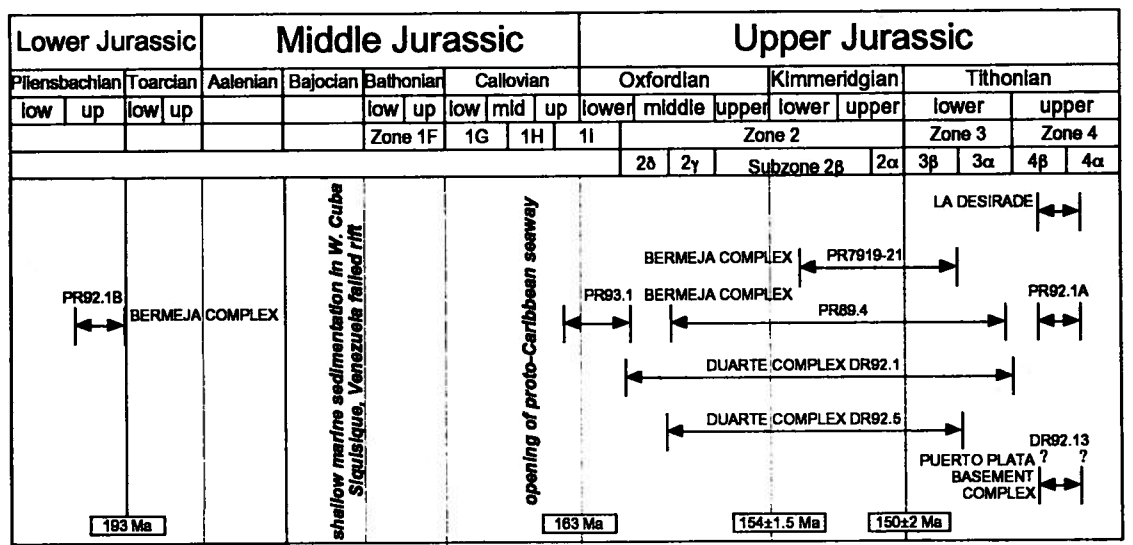 Lower Jurassic Middle Jurassic Upper Jurassic
Pliensbachian Toarcian Aalenian Bajocian Bathonian Callovian Oxfordian Kimmeridgian Tithonian
low up low up low up low mid up lower middle upper lower upper lower upper
Zone 1F 1G 1H 1I Zone 2 Zone 3 Zone 4
2δ 2γ Subzone 2β 2α 3β 3α 4β 4α
shallow marine sedimentation in W. Cuba
Siquisique, Venezuela failed rift
opening of proto-Caribbean seaway
LA DESIRADE
BERMEJA COMPLEX PR7919-21
PR92.1B BERMEJA COMPLEX PR93.1 BERMEJA COMPLEX PR89.4 PR92.1A
DUARTE COMPLEX DR92.1
DUARTE COMPLEX DR92.5
DR92.13
PUERTO PLATA ? ?
BASEMENT
COMPLEX
193 Ma 163 Ma 154±1.5 Ma 150±2 Ma